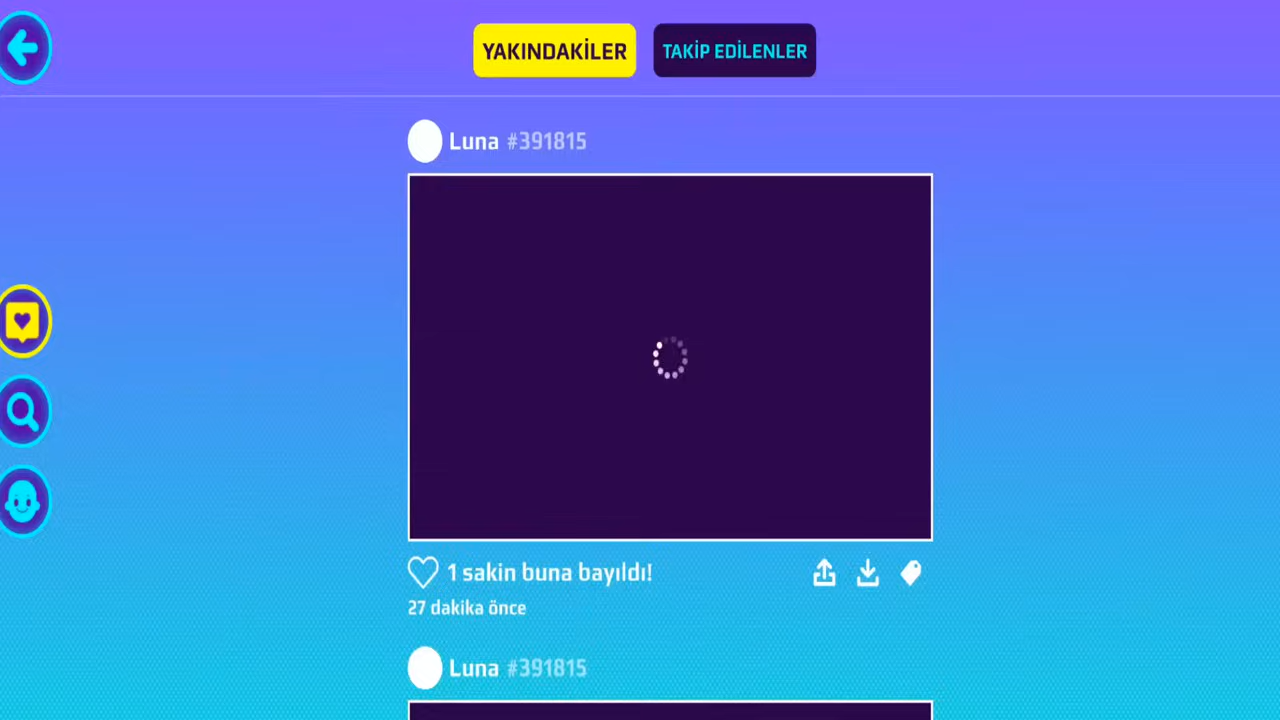 YAKINDAKİLER
TAKİP EDİLENLER
Luna #391815
1 sakin buna bayıldı!
27 dakika önce
Luna #391815